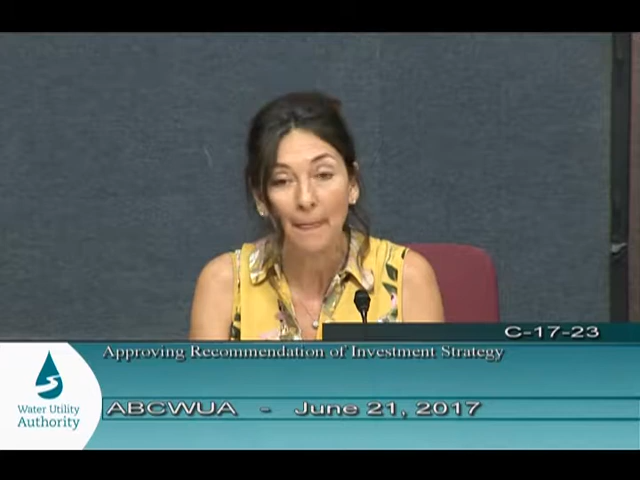 C-17-23
Approving Recommendation of Investment Strategy
Water Utility
Authority
ABCWUA - June 21, 2017